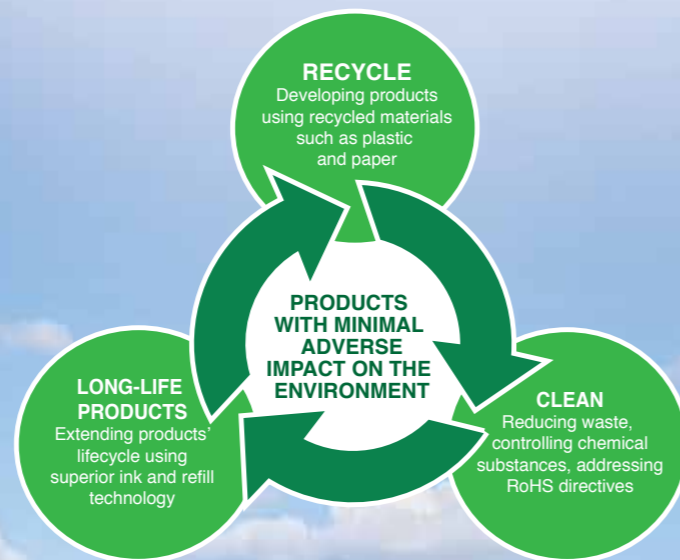 RECYCLE
Developing products
using recycled materials
such as plastic
and paper
PRODUCTS
WITH MINIMAL
ADVERSE
IMPACT ON THE
ENVIRONMENT
LONG-LIFE
PRODUCTS
Extending products'
lifecycle using
superior ink and refill
technology
CLEAN
Reducing waste,
controlling chemical
substances, addressing
RoHS directives